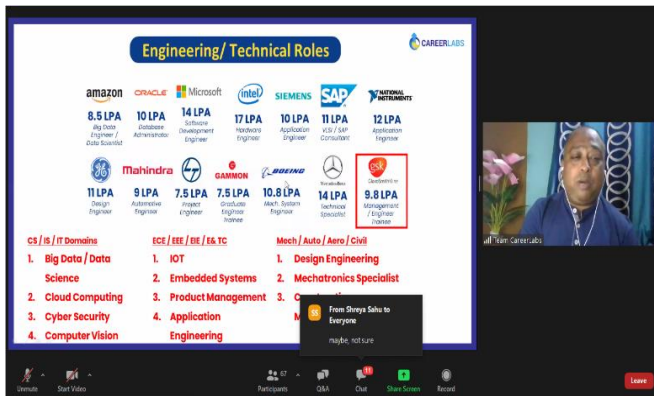 CAREERLABS
Engineering/ Technical Roles
amazon ORACLE Microsoft intel SIEMENS SAP NATIONAL INSTRUMENTS
8.5 LPA 10 LPA 14 LPA 17 LPA 10 LPA 11 LPA 12 LPA
Big Data Engineer / Data Scientist
Database Administrator
Software Development Engineer
Hardware Engineer
Application Engineer
VLSI / SAP Consultant
Application Engineer
Mahindra GAMMON BOEING gsk
GlaxoSmithKline
11 LPA 9 LPA 7.5 LPA 7.5 LPA 10.8 LPA 14 LPA 9.8 LPA
Design Engineer
Automotive Engineer
Project Engineer
Graduate Engineer Trainee
Mech. System Engineer
Technical Specialist
Management / Engineer Trainee
CS / IS / IT Domains
1. Big Data / Data
Science
2. Cloud Computing
3. Cyber Security
4. Computer Vision
ECE / EEE / EIE / E& TC
1. IOT
2. Embedded Systems
3. Product Management
4. Application
Engineering
Mech / Auto / Aero / Civil
1. Design Engineering
2. Mechatronics Specialist
3.
SS
From Shreya Sahu to
Everyone
maybe, not sure
Team CareerLabs
Unmute
Start Video
67
Participants
Q&A
11
Chat
Share Screen
Record
Leave